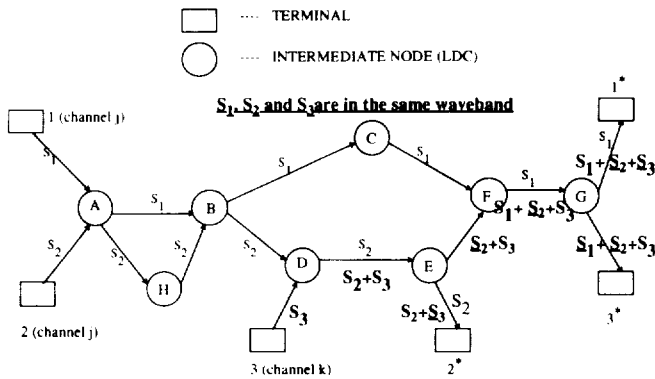 TERMINAL
INTERMEDIATE NODE (LDC)
S1, S2 and S3 are in the same waveband
1 (channel j)
1*
C
S1
S1
S1
S1
S1
S1+ S2+S3
A
S1
B
F
G
S1+ S2+S3
S2
S2
S2
S2
S2
S2+S3
S1+S2+S3
H
D
E
S2+S3
2 (channel j)
S3
S2+S3
S2
3*
3 (channel k)
2*